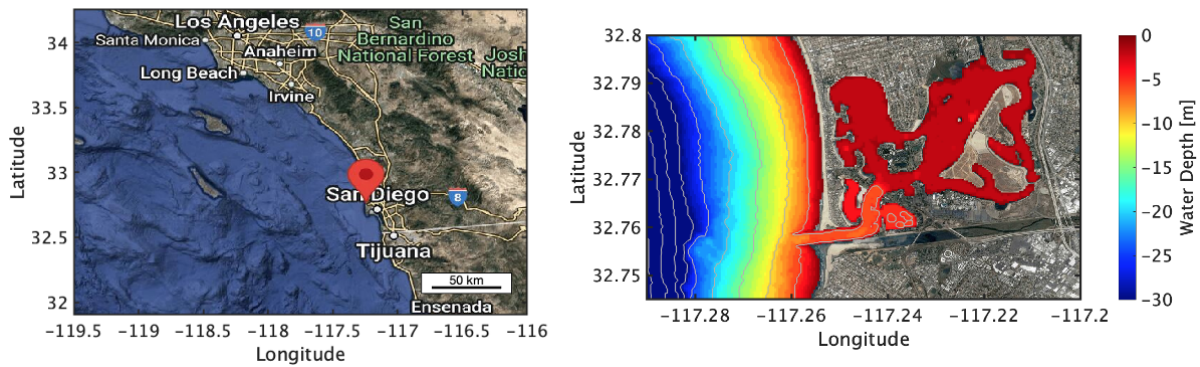 Los Angeles
San
Bernardino
National Forest
Josh
Natio
Santa Monica
10
Anaheim
Long Beach
Irvine
San Diego
8
Tijuana
50 km
Ensenada
34
33.5
33
32.5
32
Latitude
−119.5 −119 −118.5 −118 −117.5 −117 −116.5 −116
Longitude
32.8
32.79
32.78
32.77
32.76
32.75
Latitude
−117.28 −117.26 −117.24 −117.22 −117.2
Longitude
0
−5
−10
−15
−20
−25
−30
Water Depth [m]